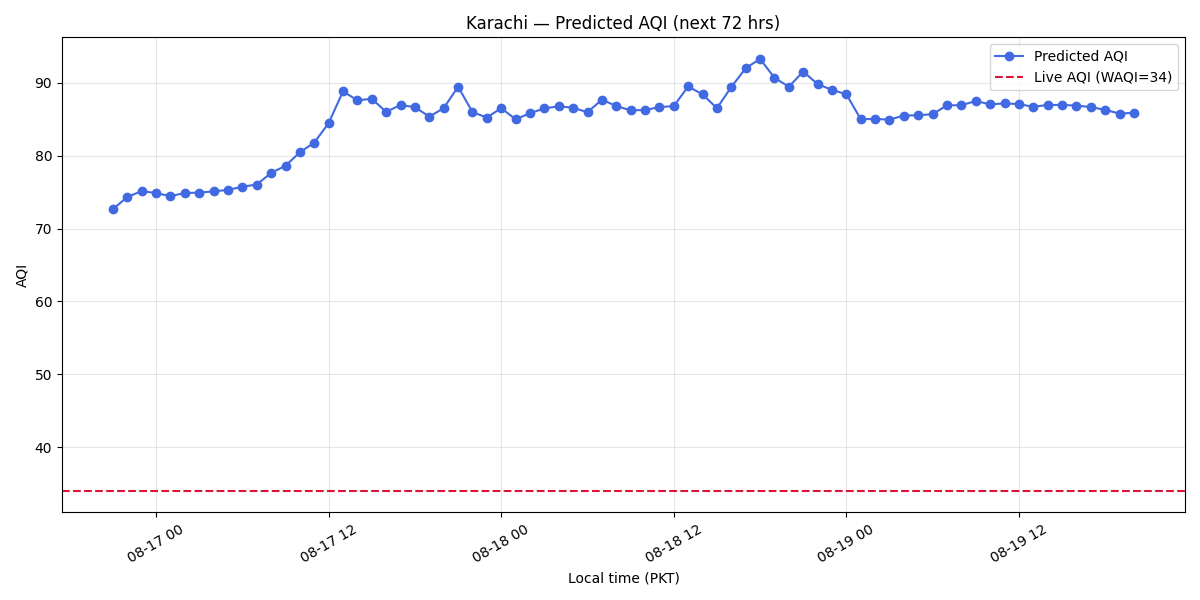 Karachi — Predicted AQI (next 72 hrs)
Predicted AQI
Live AQI (WAQI=34)
AQI
90
80
70
60
50
40
08-17 00
08-17 12
08-18 00
08-18 12
08-19 00
08-19 12
Local time (PKT)